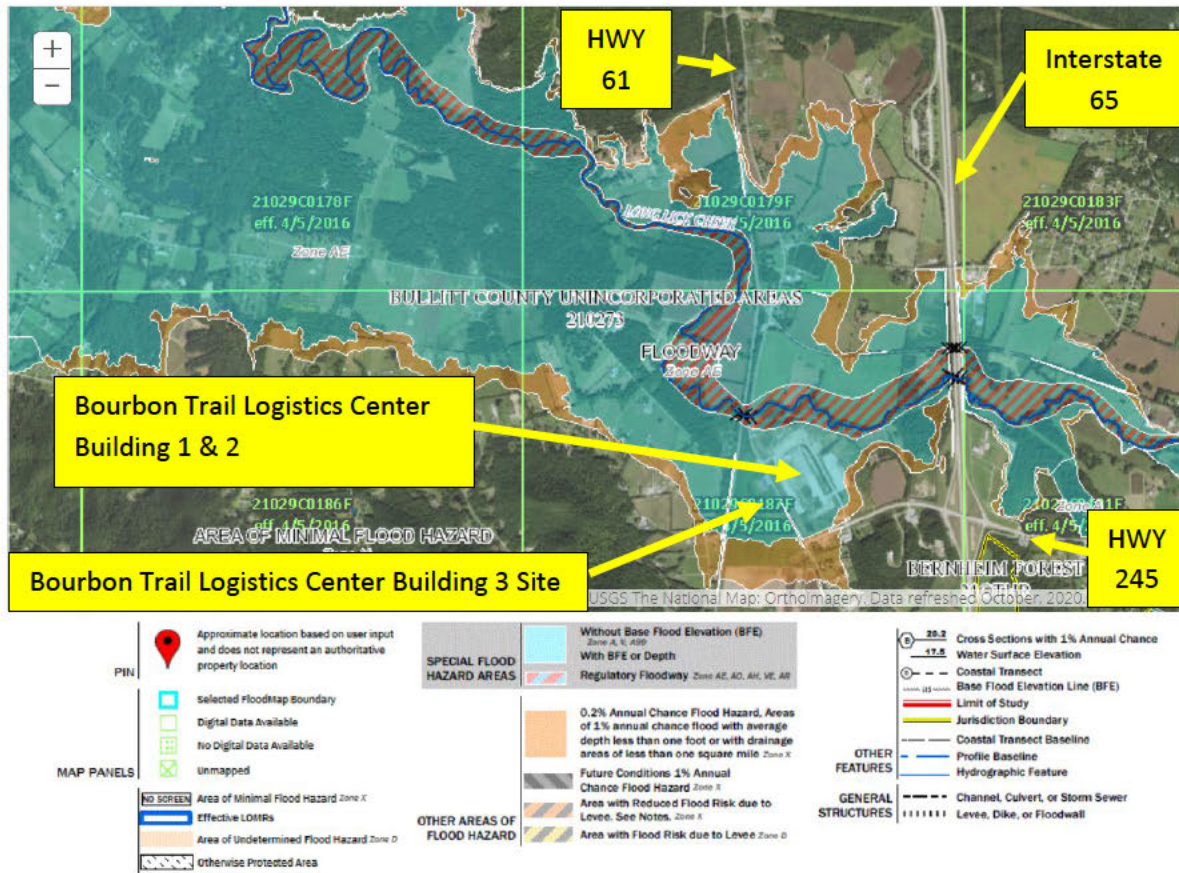 +
−
HWY
61
Interstate
65
21029C0178F
eff. 4/5/2016
Zone AE
LONG LICK CREEK
21029C0179F
5/2016
21029C0183F
eff. 4/5/2016
BULLITT COUNTY UNINCORPORATED AREAS
210273
FLOODWAY
Zone AE
Bourbon Trail Logistics Center
Building 1 & 2
21029C0186F
eff. 4/5/2016
AREA OF MINIMAL FLOOD HAZARD
21029C0187F
4/5/2016
eff. 4/5/
HWY
245
Bourbon Trail Logistics Center Building 3 Site
BERNHEIM FOREST
USGS The National Map: Orthoimagery. Data refreshed October, 2020.
PIN
Approximate location based on user input
and does not represent an authoritative
property location
MAP PANELS
Selected FloodMap Boundary
Digital Data Available
No Digital Data Available
Unmapped
NO SCREEN Area of Minimal Flood Hazard Zone X
Effective LOMRs
Area of Undetermined Flood Hazard Zone D
Otherwise Protected Area
SPECIAL FLOOD
HAZARD AREAS
Without Base Flood Elevation (BFE)
Zone A, V, A99
With BFE or Depth
Regulatory Floodway Zone AE, AO, AH, VE, AR
OTHER AREAS OF
FLOOD HAZARD
0.2% Annual Chance Flood Hazard, Areas
of 1% annual chance flood with average
depth less than one foot or with drainage
areas of less than one square mile Zone X
Future Conditions 1% Annual
Chance Flood Hazard Zone X
Area with Reduced Flood Risk due to
Levee. See Notes. Zone X
Area with Flood Risk due to Levee Zone D
OTHER
FEATURES
B 20.2 Cross Sections with 1% Annual Chance
17.5 Water Surface Elevation
Coastal Transect
Base Flood Elevation Line (BFE)
Limit of Study
Jurisdiction Boundary
Coastal Transect Baseline
Profile Baseline
Hydrographic Feature
GENERAL
STRUCTURES
Channel, Culvert, or Storm Sewer
Levee, Dike, or Floodwall